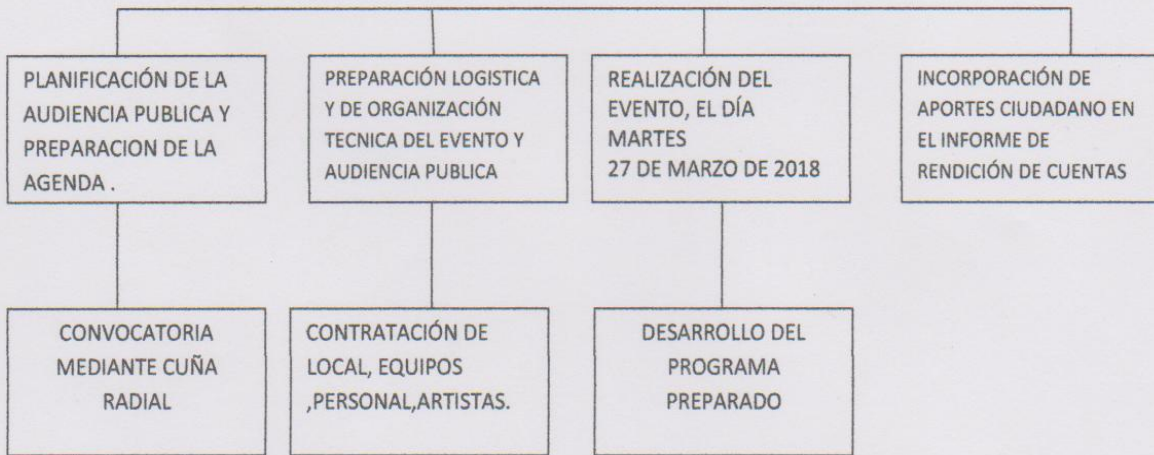 PLANIFICACIÓN DE LA
AUDIENCIA PUBLICA Y
PREPARACION DE LA
AGENDA .
PREPARACIÓN LOGISTICA
Y DE ORGANIZACIÓN
TECNICA DEL EVENTO Y
AUDIENCIA PUBLICA
REALIZACIÓN DEL
EVENTO, EL DÍA
MARTES
27 DE MARZO DE 2018
INCORPORACIÓN DE
APORTES CIUDADANO EN
EL INFORME DE
RENDICIÓN DE CUENTAS
CONVOCATORIA
MEDIANTE CUÑA
RADIAL
CONTRATACIÓN DE
LOCAL, EQUIPOS
,PERSONAL,ARTISTAS.
DESARROLLO DEL
PROGRAMA
PREPARADO